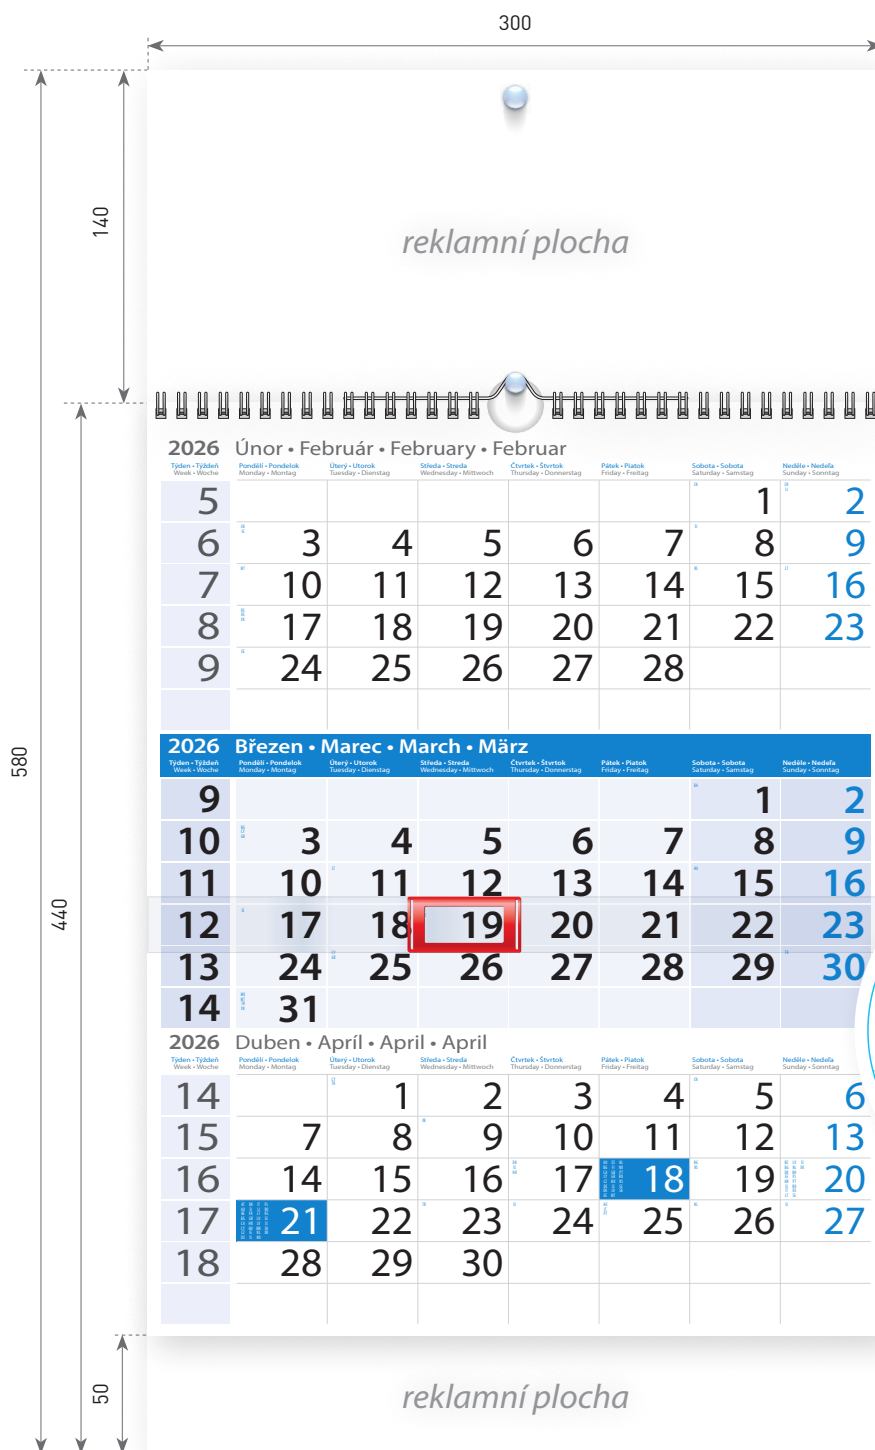 300
140
reklamní plocha
2026 Únor • Február • February • Februar
Týden • Týždeň Pondělí • Pondelok Úterý • Utorok Středa • Streda Čtvrtek • Štvrtok Pátek • Piatok Sobota • Sobota Neděle • Nedeľa
Week • Woche Monday • Montag Tuesday • Dienstag Wednesday • Mittwoch Thursday • Donnerstag Friday • Freitag Saturday • Samstag Sunday • Sonntag
5 1 2
6 3 4 5 6 7 8 9
7 10 11 12 13 14 15 16
8 17 18 19 20 21 22 23
9 24 25 26 27 28
580
440
2026 Březen • Marec • March • März
Týden • Týždeň Pondělí • Pondelok Úterý • Utorok Středa • Streda Čtvrtek • Štvrtok Pátek • Piatok Sobota • Sobota Neděle • Nedeľa
Week • Woche Monday • Montag Tuesday • Dienstag Wednesday • Mittwoch Thursday • Donnerstag Friday • Freitag Saturday • Samstag Sunday • Sonntag
9 1 2
10 3 4 5 6 7 8 9
11 10 11 12 13 14 15 16
12 17 18 19 20 21 22 23
13 24 25 26 27 28 29 30
14 31
2026 Duben • Apríl • April • April
Týden • Týždeň Pondělí • Pondelok Úterý • Utorok Středa • Streda Čtvrtek • Štvrtok Pátek • Piatok Sobota • Sobota Neděle • Nedeľa
Week • Woche Monday • Montag Tuesday • Dienstag Wednesday • Mittwoch Thursday • Donnerstag Friday • Freitag Saturday • Samstag Sunday • Sonntag
14 1 2 3 4 5 6
15 7 8 9 10 11 12 13
16 14 15 16 17 18 19 20
17 21 22 23 24 25 26 27
18 28 29 30
50
reklamní plocha